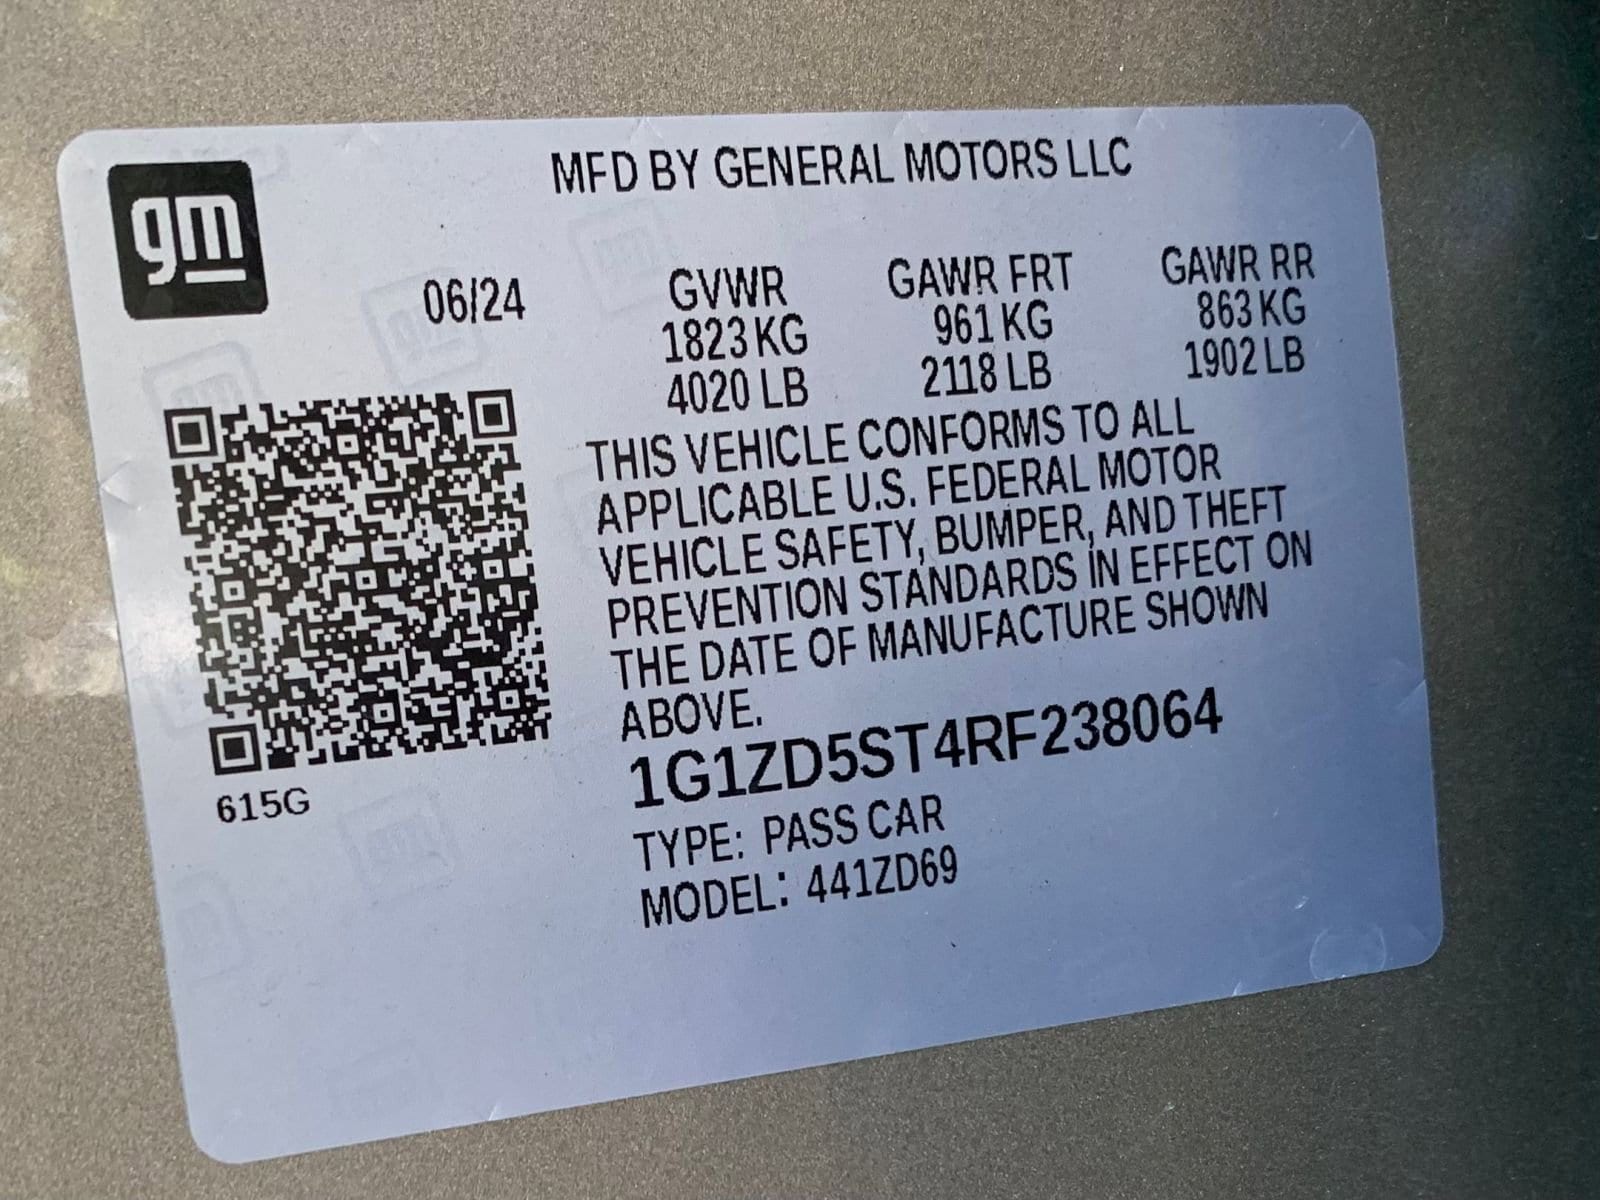 gm
MFD BY GENERAL MOTORS LLC
06/24
GVWR
1823 KG
4020 LB
GAWR FRT
961 KG
2118 LB
GAWR RR
863 KG
1902 LB
THIS VEHICLE CONFORMS TO ALL
APPLICABLE U.S. FEDERAL MOTOR
VEHICLE SAFETY, BUMPER, AND THEFT
PREVENTION STANDARDS IN EFFECT ON
THE DATE OF MANUFACTURE SHOWN
ABOVE.
1G1ZD5ST4RF238064
TYPE: PASS CAR
MODEL: 441ZD69
615G